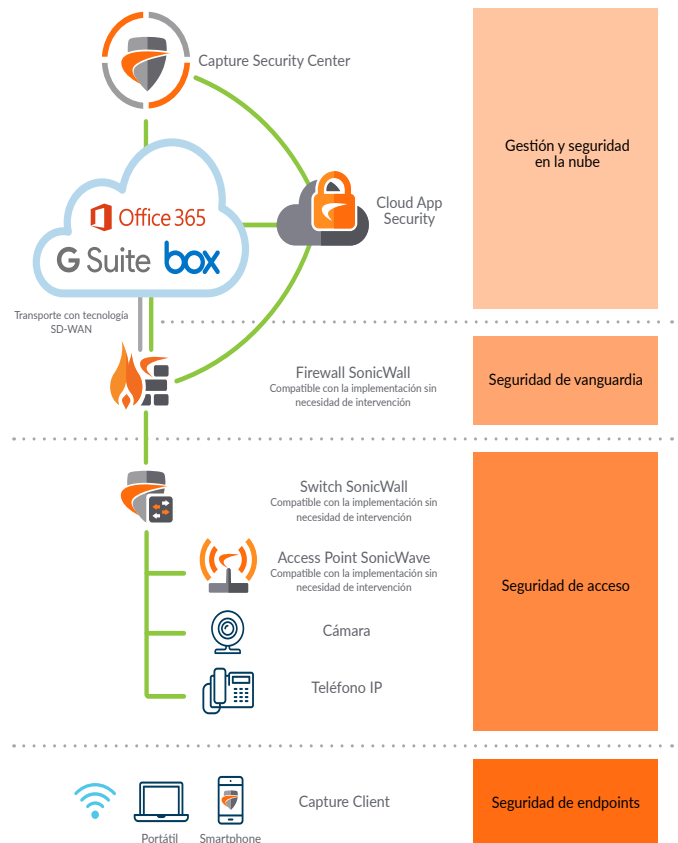 Capture Security Center
Gestión y seguridad
en la nube
Cloud App
Security
Office 365
G Suite
box
Transporte con tecnología
SD-WAN
Firewall SonicWall
Compatible con la implementación sin
necesidad de intervención
Seguridad de vanguardia
Switch SonicWall
Compatible con la implementación sin
necesidad de intervención
Access Point SonicWave
Compatible con la implementación sin
necesidad de intervención
Seguridad de acceso
Cámara
Teléfono IP
Capture Client
Seguridad de endpoints
Portátil
Smartphone